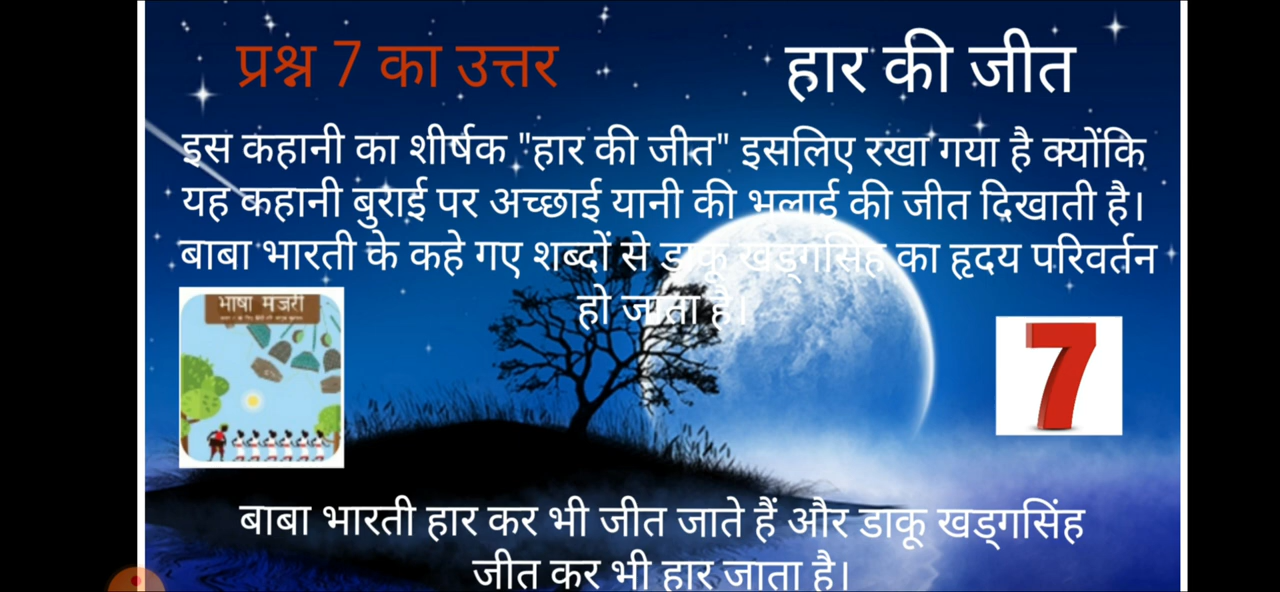 प्रश्न 7 का उत्तर
हार की जीत
इस कहानी का शीर्षक "हार की जीत" इसलिए रखा गया है क्योंकि
यह कहानी बुराई पर अच्छाई यानी की भलाई की जीत दिखाती है।
बाबा भारती के कहे गए शब्दों से डाकू खड्गसिंह का हृदय परिवर्तन
हो जाता है।
भाषा मंजरी
7
बाबा भारती हार कर भी जीत जाते हैं और डाकू खड्गसिंह
जीत कर भी हार जाता है।